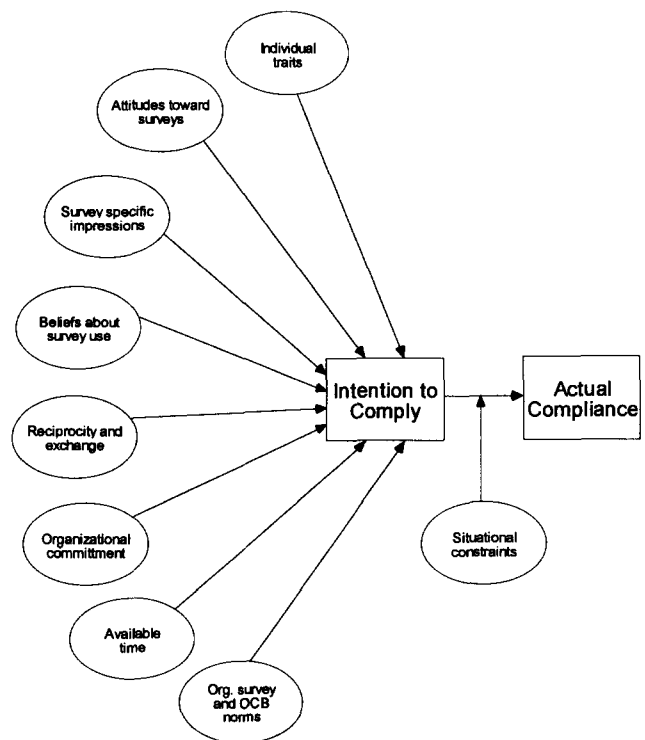 Individual
traits
Attitudes toward
surveys
Survey specific
impressions
Beliefs about
survey use
Reciprocity and
exchange
Organizational
committment
Available
time
Org. survey
and OCB
norms
Intention to
Comply
Actual
Compliance
Situational
constraints